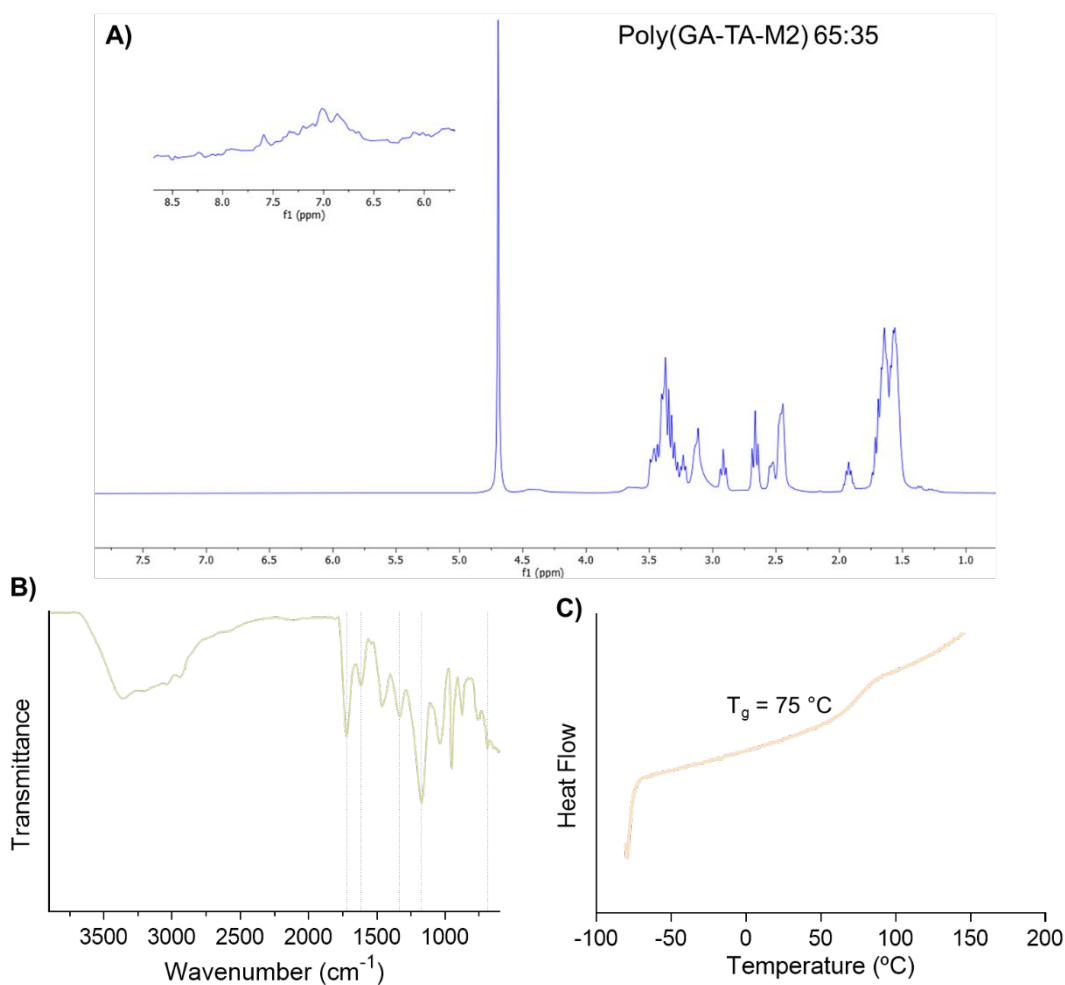 A)
Poly(GA-TA-M2) 65:35
8.5 8.0 7.5 7.0 6.5 6.0
f1 (ppm)
7.5 7.0 6.5 6.0 5.5 5.0 4.5 4.0 3.5 3.0 2.5 2.0 1.5 1.0
f1 (ppm)
B)
Transmittance
3500 3000 2500 2000 1500 1000
Wavenumber (cm⁻¹)
C)
Heat Flow
Tg = 75 °C
-100 -50 0 50 100 150 200
Temperature (ºC)